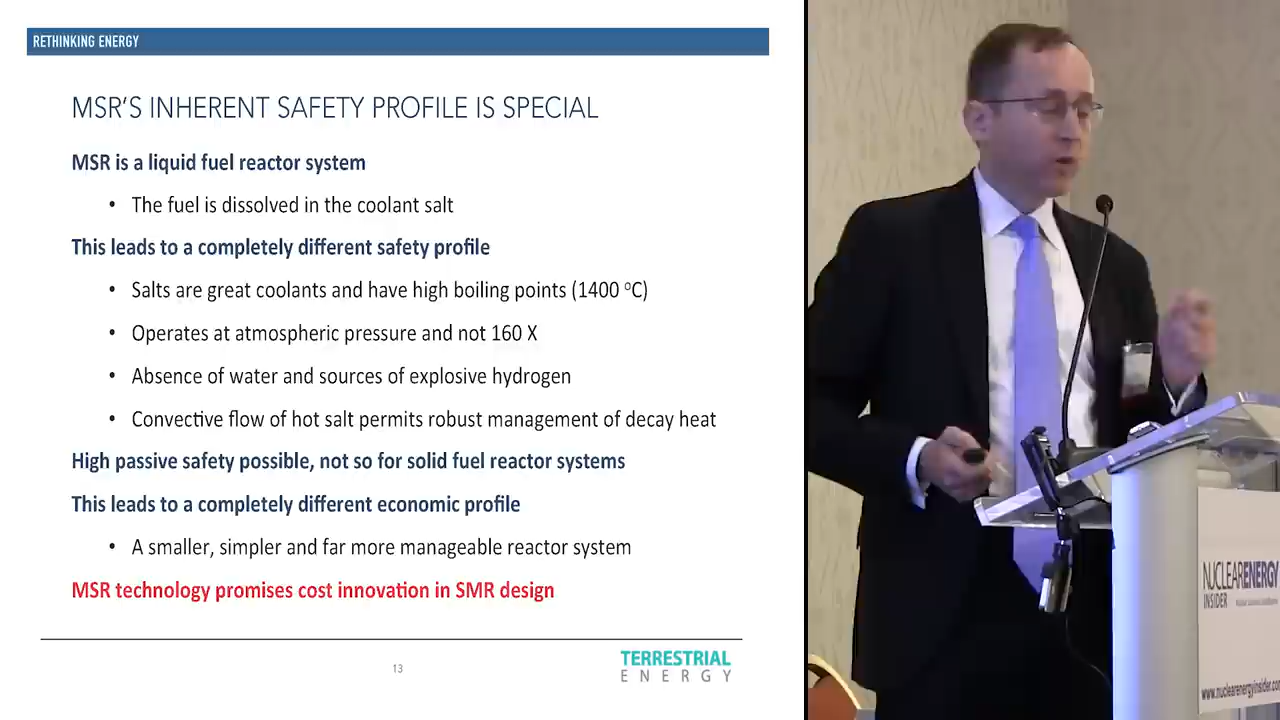 RETHINKING ENERGY
MSR'S INHERENT SAFETY PROFILE IS SPECIAL
MSR is a liquid fuel reactor system
• The fuel is dissolved in the coolant salt
This leads to a completely different safety profile
• Salts are great coolants and have high boiling points (1400 ºC)
• Operates at atmospheric pressure and not 160 X
• Absence of water and sources of explosive hydrogen
• Convective flow of hot salt permits robust management of decay heat
High passive safety possible, not so for solid fuel reactor systems
This leads to a completely different economic profile
• A smaller, simpler and far more manageable reactor system
MSR technology promises cost innovation in SMR design
13
TERRESTRIAL
ENERGY
NUCLEARENERGY
INSIDER
www.nuclearenergyinsider.co